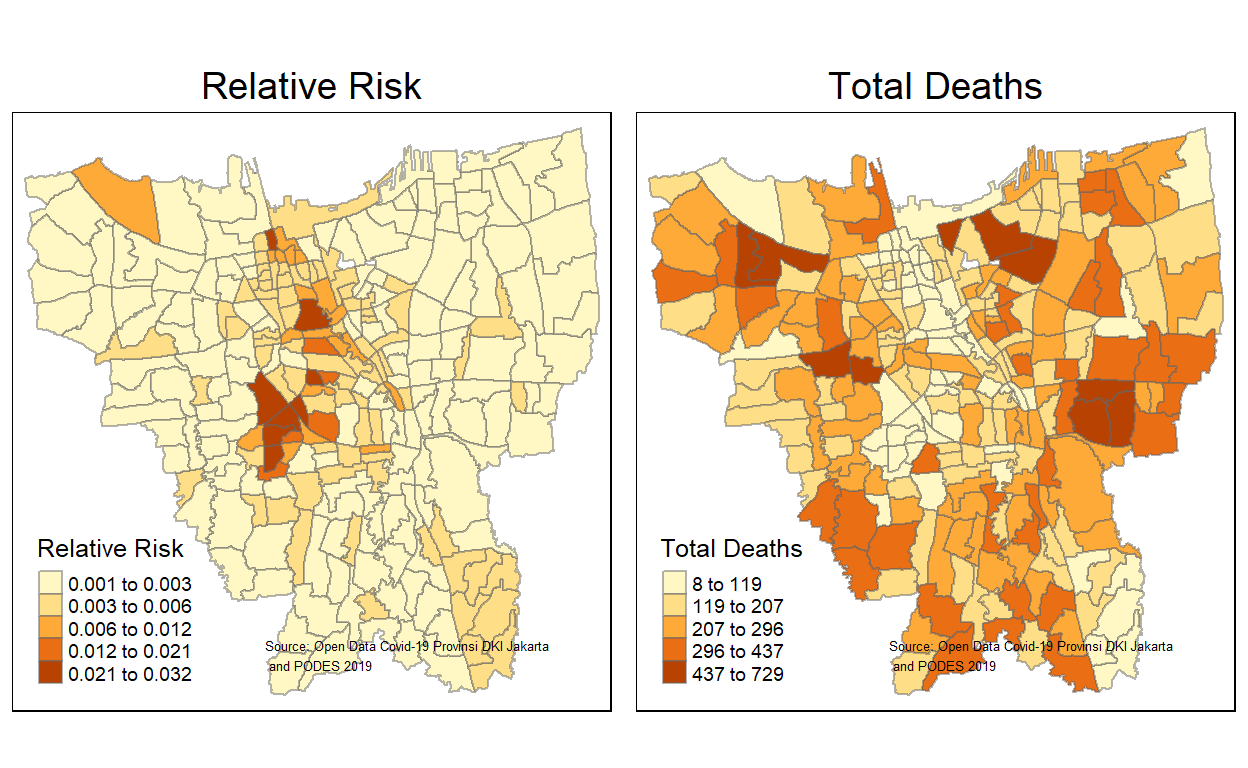 Relative Risk
Relative Risk
0.001 to 0.003
0.003 to 0.006
0.006 to 0.012
0.012 to 0.021
0.021 to 0.032
Source: Open Data Covid-19 Provinsi DKI Jakarta
and PODES 2019
Total Deaths
Total Deaths
8 to 119
119 to 207
207 to 296
296 to 437
437 to 729
Source: Open Data Covid-19 Provinsi DKI Jakarta
and PODES 2019